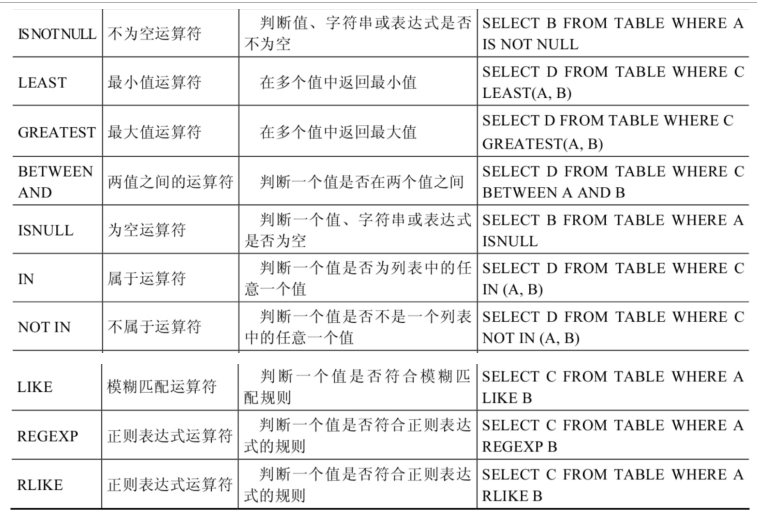 IS NOT NULL 不为空运算符 判断值、字符串或表达式是否 SELECT B FROM TABLE WHERE A
不为空 IS NOT NULL
LEAST 最小值运算符 在多个值中返回最小值 SELECT D FROM TABLE WHERE C
LEAST(A, B)
GREATEST 最大值运算符 在多个值中返回最大值 SELECT D FROM TABLE WHERE C
GREATEST(A, B)
BETWEEN 两值之间的运算符 判断一个值是否在两个值之间 SELECT D FROM TABLE WHERE C
AND BETWEEN A AND B
ISNULL 为空运算符 判断一个值、字符串或表达式 SELECT B FROM TABLE WHERE A
是否为空 ISNULL
IN 属于运算符 判断一个值是否为列表中的任 SELECT D FROM TABLE WHERE C
意一个值 IN (A, B)
NOT IN 不属于运算符 判断一个值是否不是一个列表 SELECT D FROM TABLE WHERE C
中的任意一个值 NOT IN (A, B)
LIKE 模糊匹配运算符 判断一个值是否符合模糊匹 SELECT C FROM TABLE WHERE A
配规则 LIKE B
REGEXP 正则表达式运算符 判断一个值是否符合正则表达 SELECT C FROM TABLE WHERE A
式的规则 REGEXP B
RLIKE 正则表达式运算符 判断一个值是否符合正则表达 SELECT C FROM TABLE WHERE A
式的规则 RLIKE B